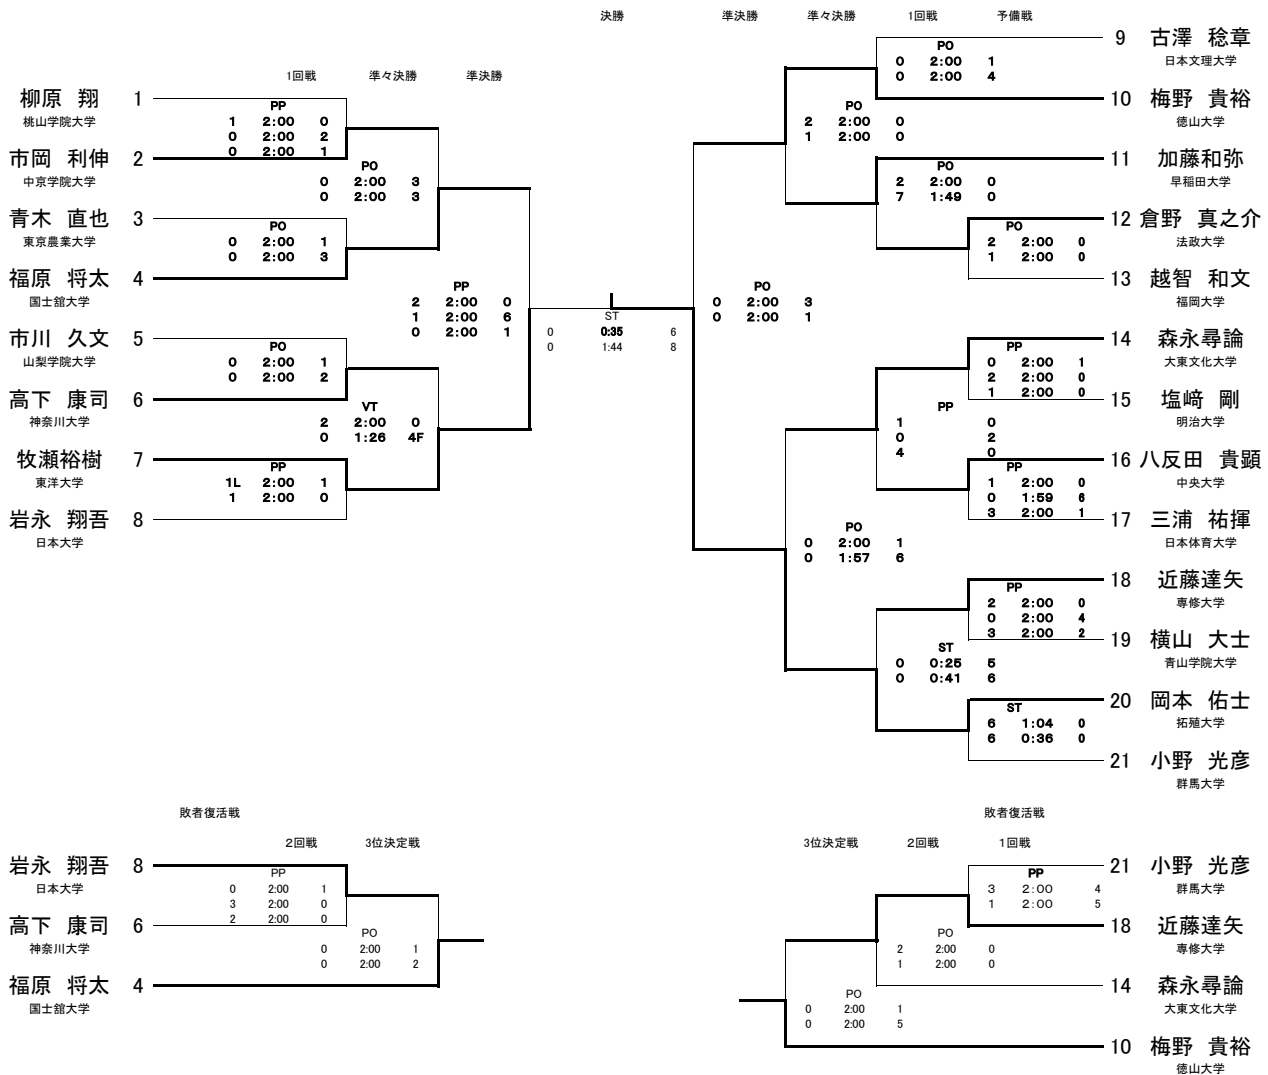 決勝 準決勝 準々決勝 1回戦 予備戦
1回戦 準々決勝 準決勝
柳原 翔 1
桃山学院大学
PP
1 2:00 0
0 2:00 2
0 2:00 1
市岡 利伸 2
中京学院大学
PO
0 2:00 3
0 2:00 3
青木 直也 3
東京農業大学
PO
0 2:00 1
0 2:00 3
福原 将太 4
国士舘大学
PP
2 2:00 0
1 2:00 6
0 2:00 1
市川 久文 5
山梨学院大学
PO
0 2:00 1
0 2:00 2
高下 康司 6
神奈川大学
VT
2 2:00 0
0 1:26 4F
牧瀬裕樹 7
東洋大学
PP
1L 2:00 1
1 2:00 0
岩永 翔吾 8
日本大学
ST
0 0:35 6
0 1:44 8
9 古澤 稔章
日本文理大学
PO
0 2:00 1
0 2:00 4
10 梅野 貴裕
徳山大学
PO
2 2:00 0
1 2:00 0
11 加藤和弥
早稲田大学
PO
2 2:00 0
7 1:49 0
12 倉野 真之介
法政大学
PO
2 2:00 0
1 2:00 0
13 越智 和文
福岡大学
PO
0 2:00 3
0 2:00 1
14 森永尋論
大東文化大学
PP
0 2:00 1
2 2:00 0
1 2:00 0
15 塩﨑 剛
明治大学
PP
1 0
0 2
4 0
16 八反田 貴顕
中央大学
PP
1 2:00 0
0 1:59 6
3 2:00 1
17 三浦 祐揮
日本体育大学
PO
0 2:00 1
0 1:57 6
18 近藤達矢
専修大学
PP
2 2:00 0
0 2:00 4
3 2:00 2
19 横山 大士
青山学院大学
ST
0 0:25 5
0 0:41 6
20 岡本 佑士
拓殖大学
ST
6 1:04 0
6 0:36 0
21 小野 光彦
群馬大学
敗者復活戦
2回戦 3位決定戦
岩永 翔吾 8
日本大学
PP
0 2:00 1
3 2:00 0
2 2:00 0
高下 康司 6
神奈川大学
PO
0 2:00 1
0 2:00 2
福原 将太 4
国士舘大学
敗者復活戦
3位決定戦 2回戦 1回戦
21 小野 光彦
群馬大学
PP
3 2:00 4
1 2:00 5
18 近藤達矢
専修大学
PO
2 2:00 0
1 2:00 0
14 森永尋論
大東文化大学
PO
0 2:00 1
0 2:00 5
10 梅野 貴裕
徳山大学